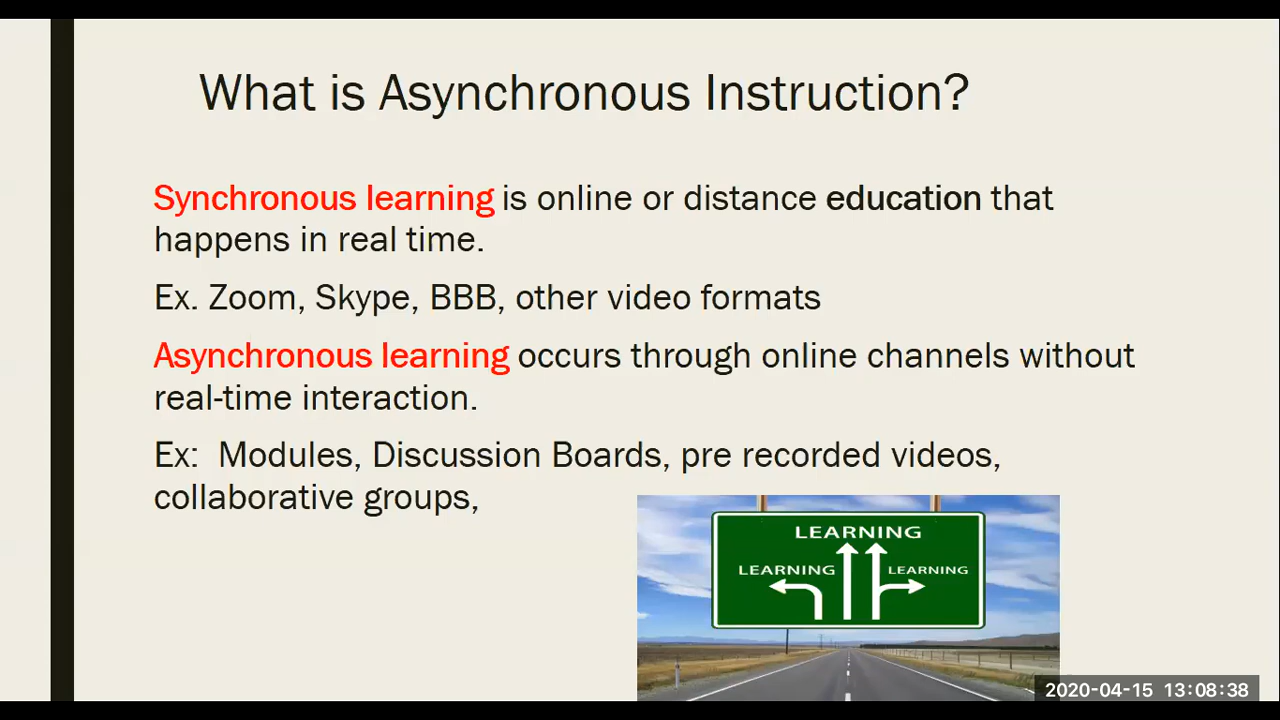 What is Asynchronous Instruction?
Synchronous learning is online or distance education that
happens in real time.
Ex. Zoom, Skype, BBB, other video formats
Asynchronous learning occurs through online channels without
real-time interaction.
Ex:  Modules, Discussion Boards, pre recorded videos,
collaborative groups,
LEARNING
LEARNING
LEARNING
2020-04-15 13:08:38